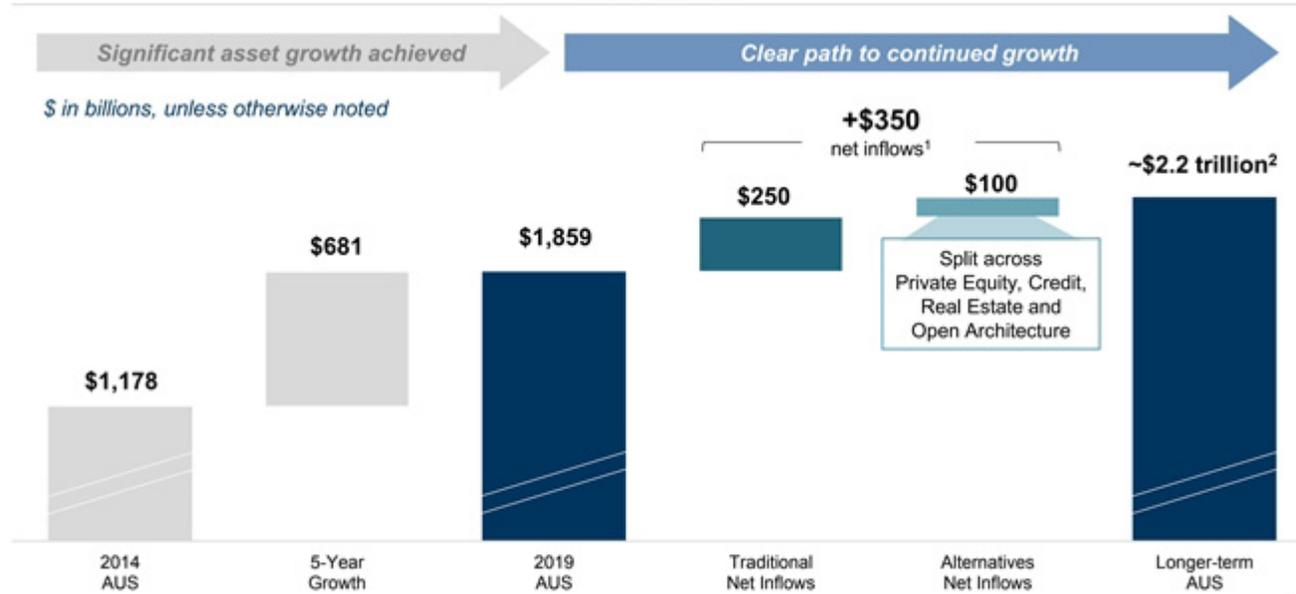 Significant asset growth achieved
Clear path to continued growth
$ in billions, unless otherwise noted
+$350
net inflows¹
~$2.2 trillion²
$250
$100
$681
$1,859
Split across
Private Equity, Credit,
Real Estate and
Open Architecture
$1,178
2014
AUS
5-Year
Growth
2019
AUS
Traditional
Net Inflows
Alternatives
Net Inflows
Longer-term
AUS